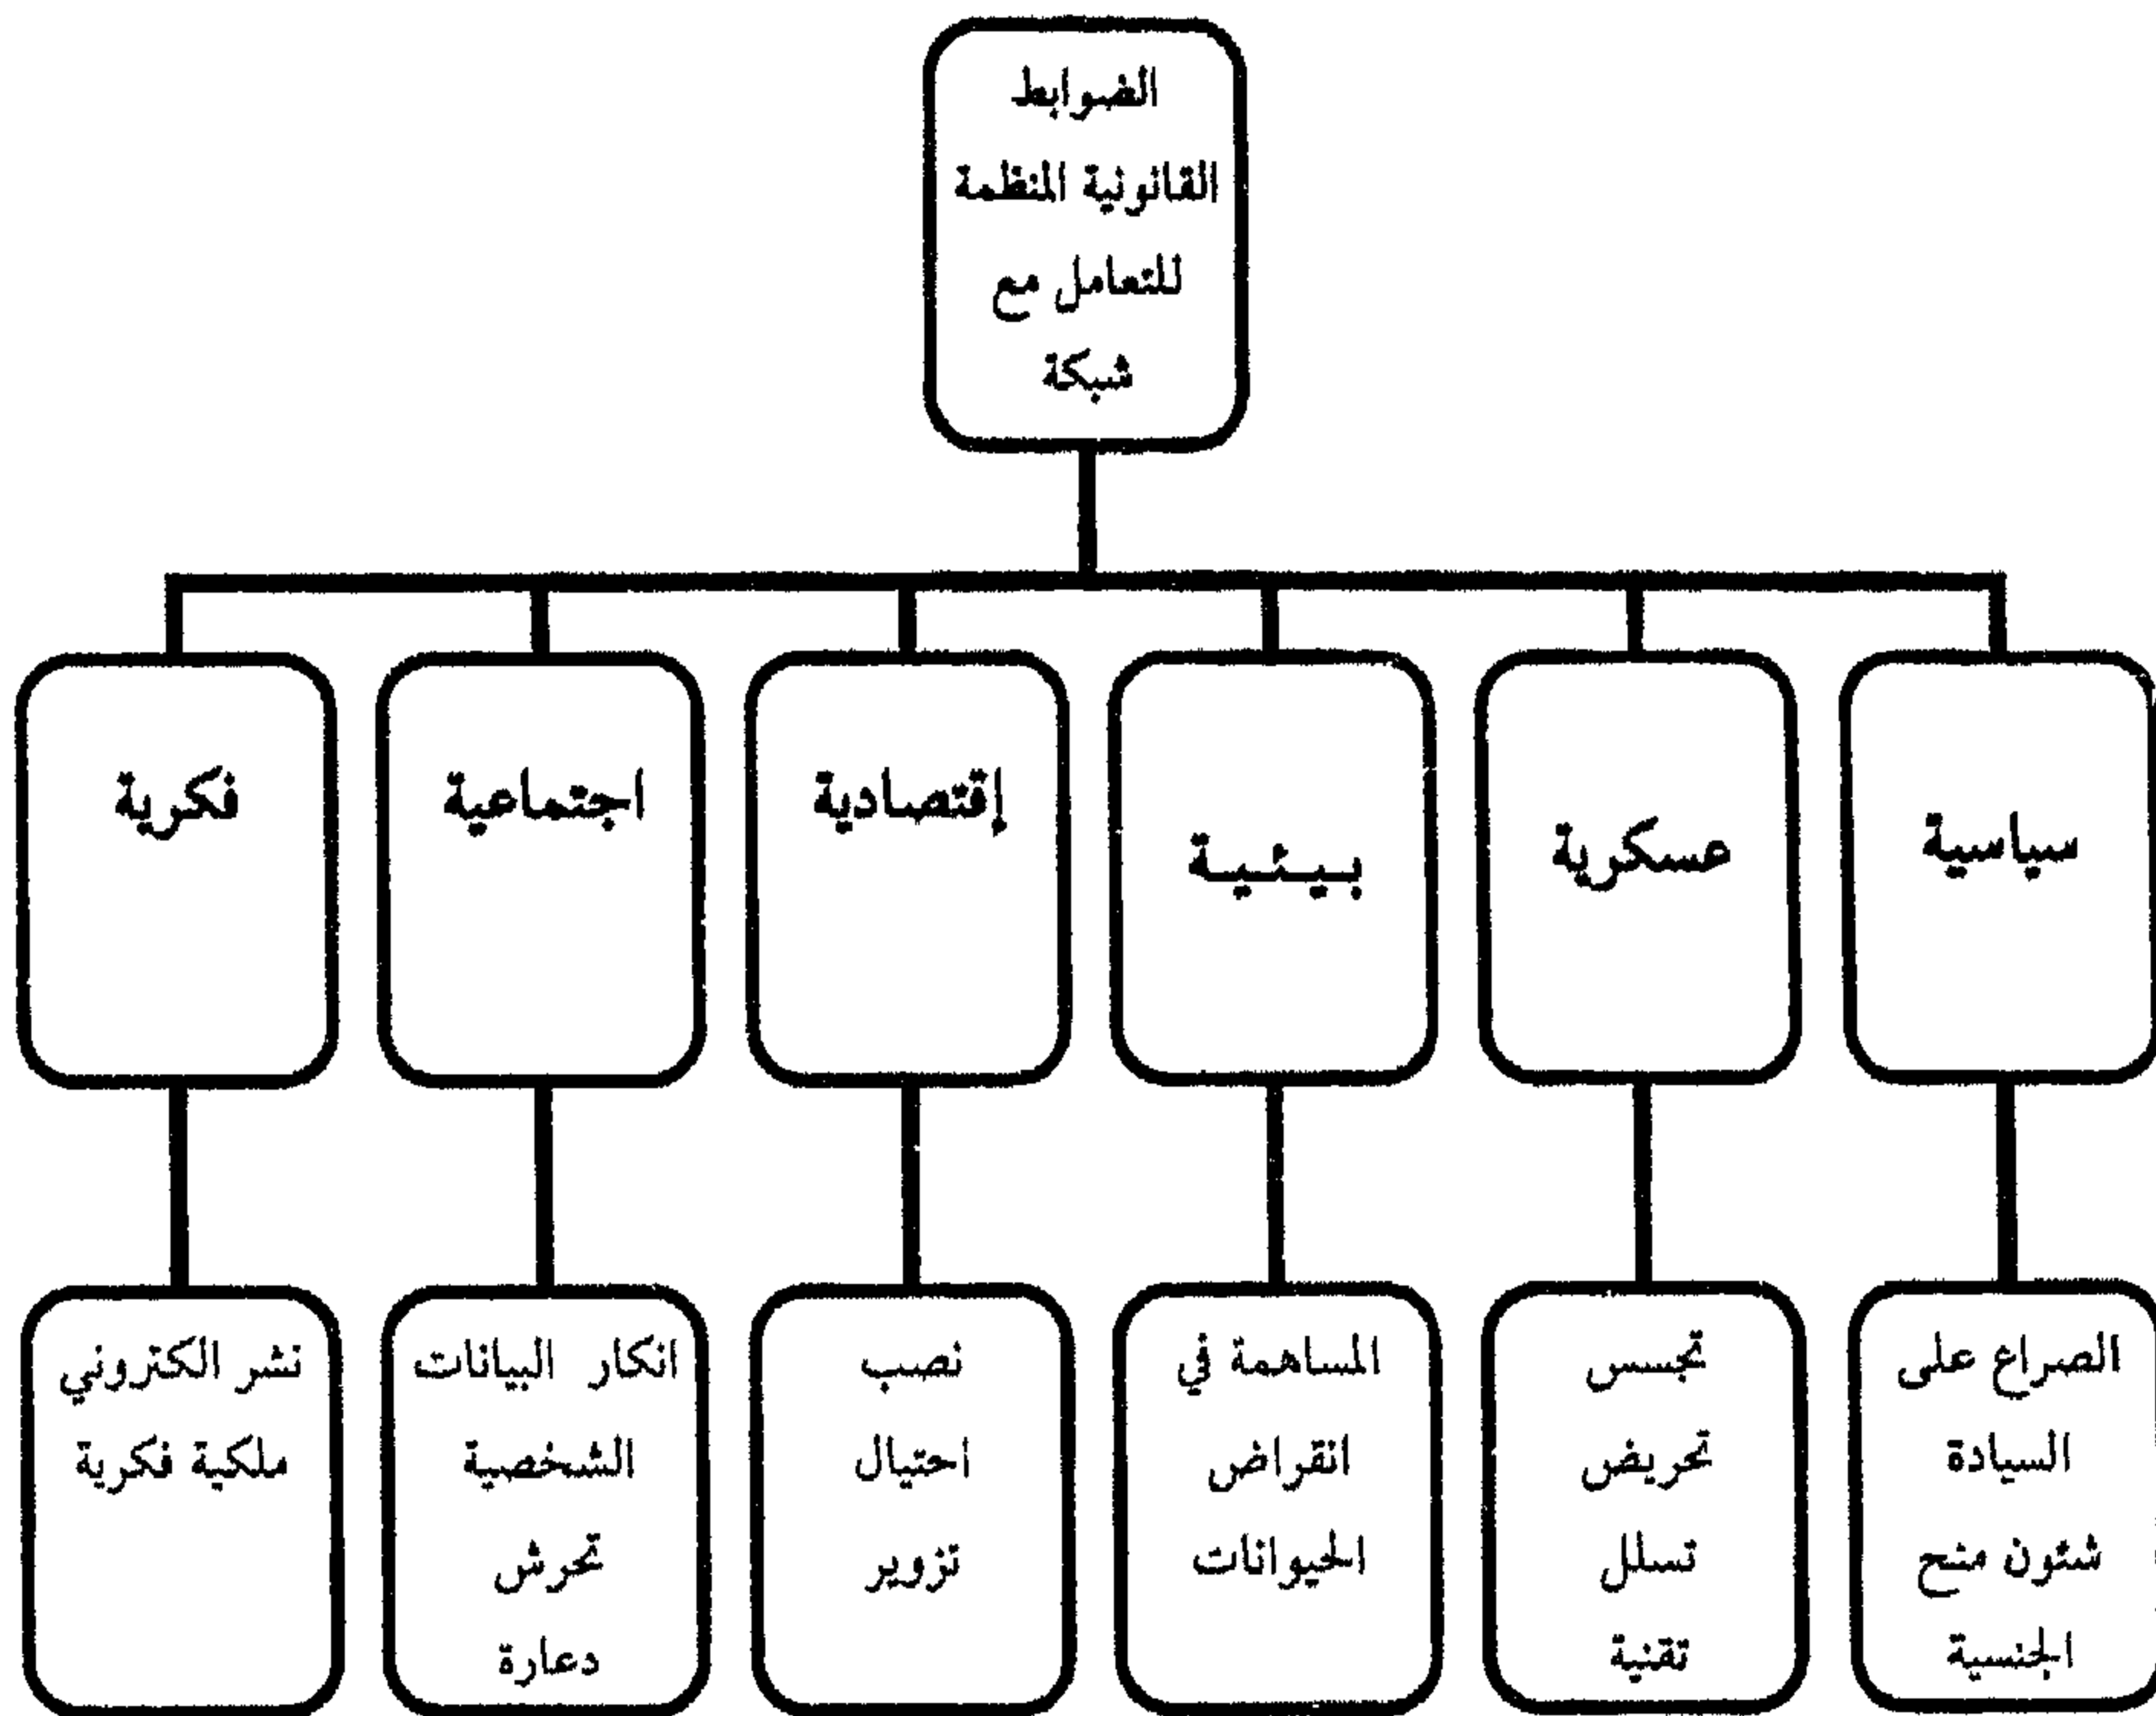 الضوابط
القانونية المنظمة
للتعامل مع
شبكة
سياسية
عسكرية
بيئية
إقتصادية
اجتماعية
فكرية
الصراع على
السيادة
شئون منح
الجنسية
تجسس
تحريض
تسلل
تقنية
المساهمة في
انقراض
الحيوانات
نصب
احتيال
تزوير
انكار البيانات
الشخصية
تحرش
دعارة
نشر الكتروني
ملكية فكرية